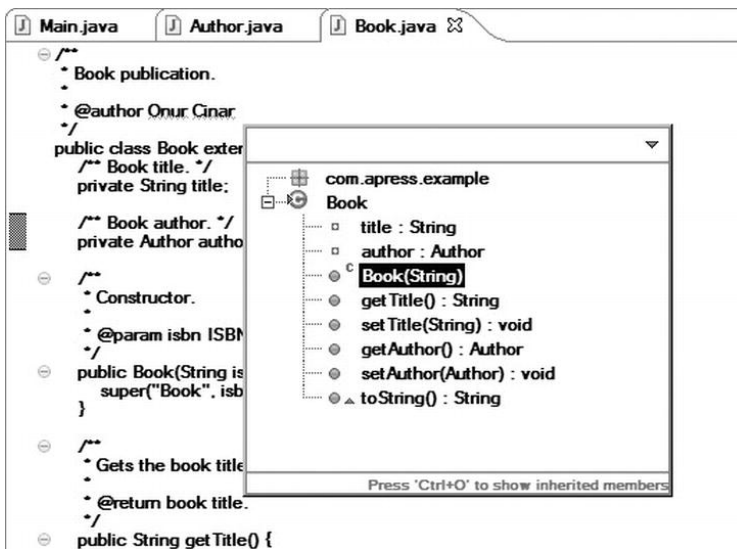 Main.java Author.java Book.java
/**
* Book publication.
*
* @author Onur Cinar
*/
public class Book exter
/** Book title. */
private String title;
/** Book author. */
private Author autho
/**
* Constructor.
*
* @param isbn ISBN
*/
public Book(String is
super("Book", isb
}
/**
* Gets the book title
*
* @return book title.
*/
public String getTitle() {
com.apress.example
Book
title : String
author : Author
Book(String)
getTitle() : String
setTitle(String) : void
getAuthor() : Author
setAuthor(Author) : void
toString() : String
Press 'Ctrl+O' to show inherited members